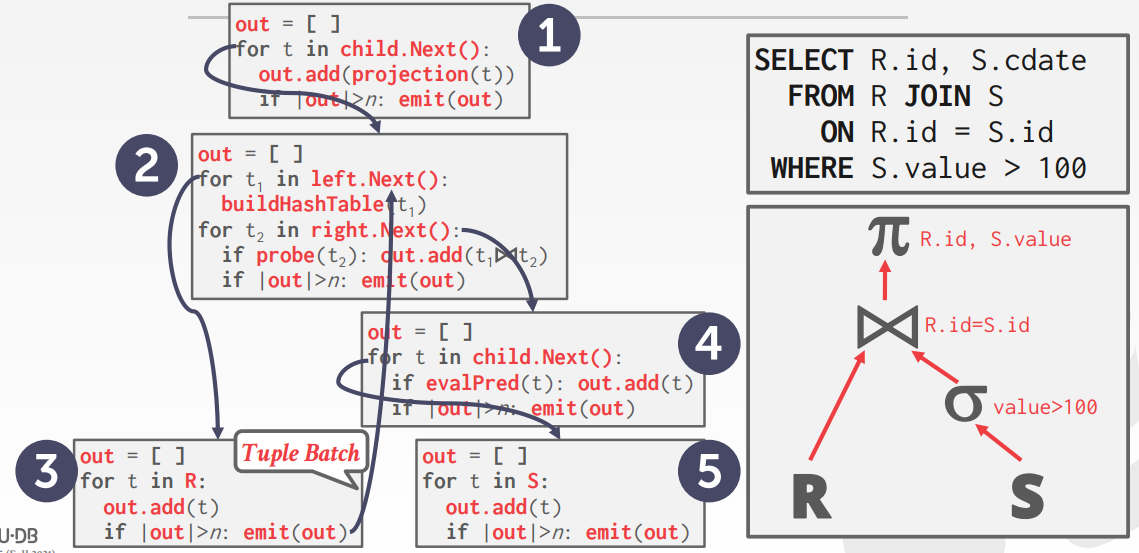 1
out = [ ]
for t in child.Next():
out.add(projection(t))
if |out|>n: emit(out)
2
out = [ ]
for t1 in left.Next():
buildHashTable(t1)
for t2 in right.Next():
if probe(t2): out.add(t1⨝t2)
if |out|>n: emit(out)
4
out = [ ]
for t in child.Next():
if evalPred(t): out.add(t)
if |out|>n: emit(out)
3
Tuple Batch
out = [ ]
for t in R:
out.add(t)
if |out|>n: emit(out)
5
out = [ ]
for t in S:
out.add(t)
if |out|>n: emit(out)
SELECT R.id, S.cdate
FROM R JOIN S
ON R.id = S.id
WHERE S.value > 100
π R.id, S.value
⨝ R.id=S.id
σ value>100
R S
U·DB